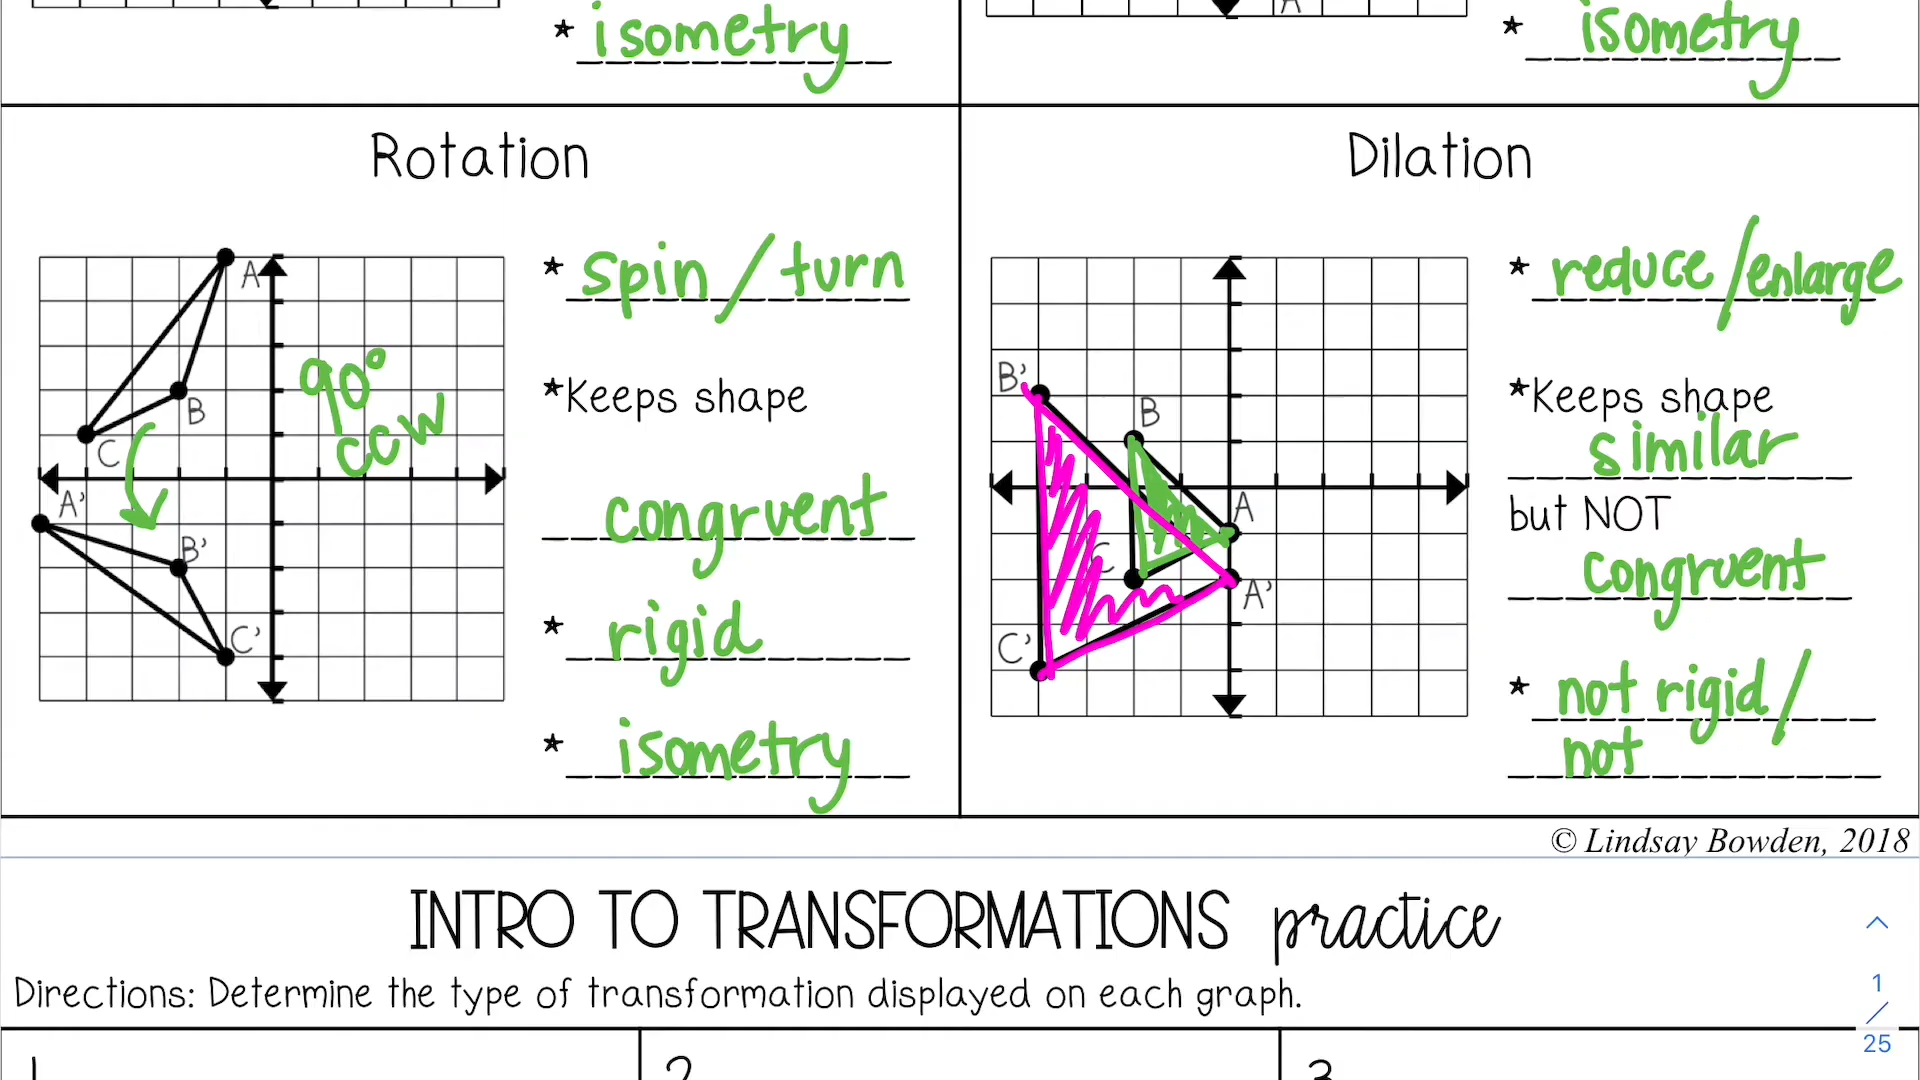 * isometry
* isometry
A
Rotation
* spin/turn
*Keeps shape
congruent
* rigid
* isometry
A
B
C
90°
CCW
A'
B'
C'
Dilation
* reduce/enlarge
*Keeps shape
similar
but NOT
congruent
* not rigid/
not
B'
B
A
C
A'
C'
© Lindsay Bowden, 2018
INTRO TO TRANSFORMATIONS practice
Directions: Determine the type of transformation displayed on each graph.
1
2
3
1
/
25